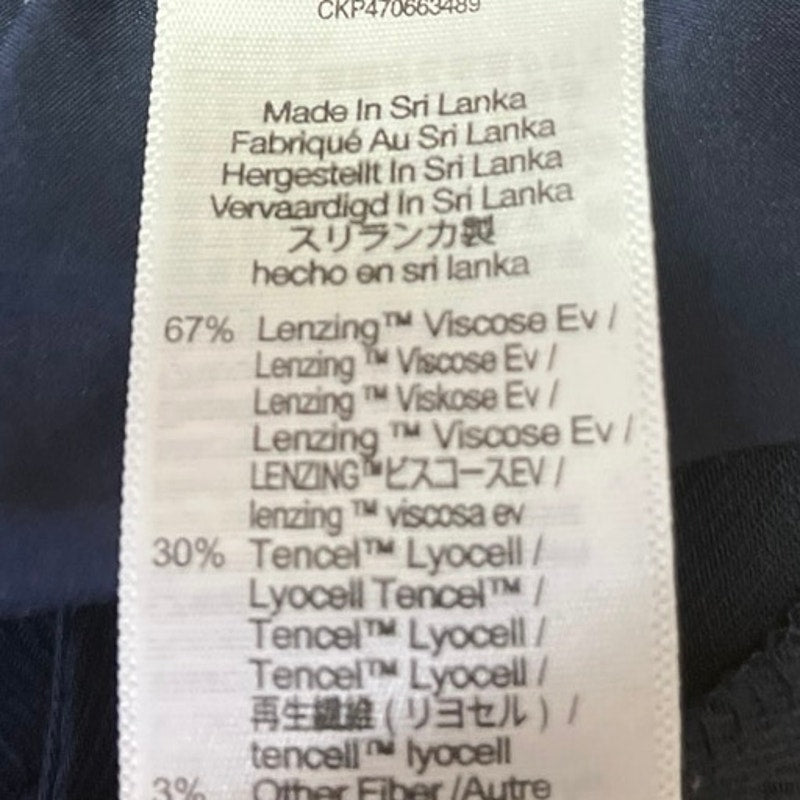 CKP470663489
Made In Sri Lanka
Fabriqué Au Sri Lanka
Hergestellt In Sri Lanka
Vervaardigd In Sri Lanka
スリランカ製
hecho en sri lanka
67% Lenzing™ Viscose Ev /
Lenzing ™ Viscose Ev /
Lenzing ™ Viskose Ev /
Lenzing ™ Viscose Ev /
LENZING™ビスコースEV /
lenzing ™ viscosa ev
30% Tencel™ Lyocell /
Lyocell Tencel™ /
Tencel™ Lyocell /
Tencel™ Lyocell /
再生繊維 (リヨセル) /
tencell™ lyocell
3% Other Fiber /Autre